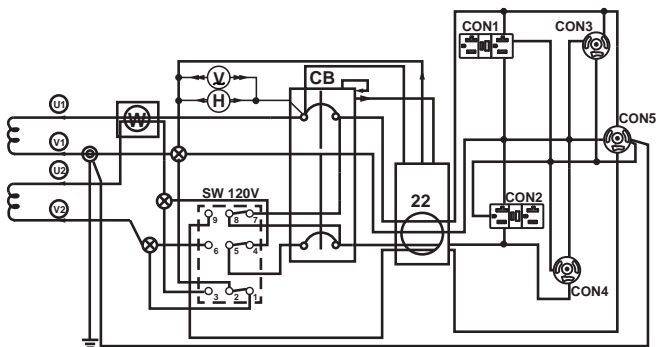 CON1
CON3
V
H
CB
U1
W
CON5
V1
U2
SW 120V
22
V2
9 8 7
6 5 4
3 2 1
CON2
CON4